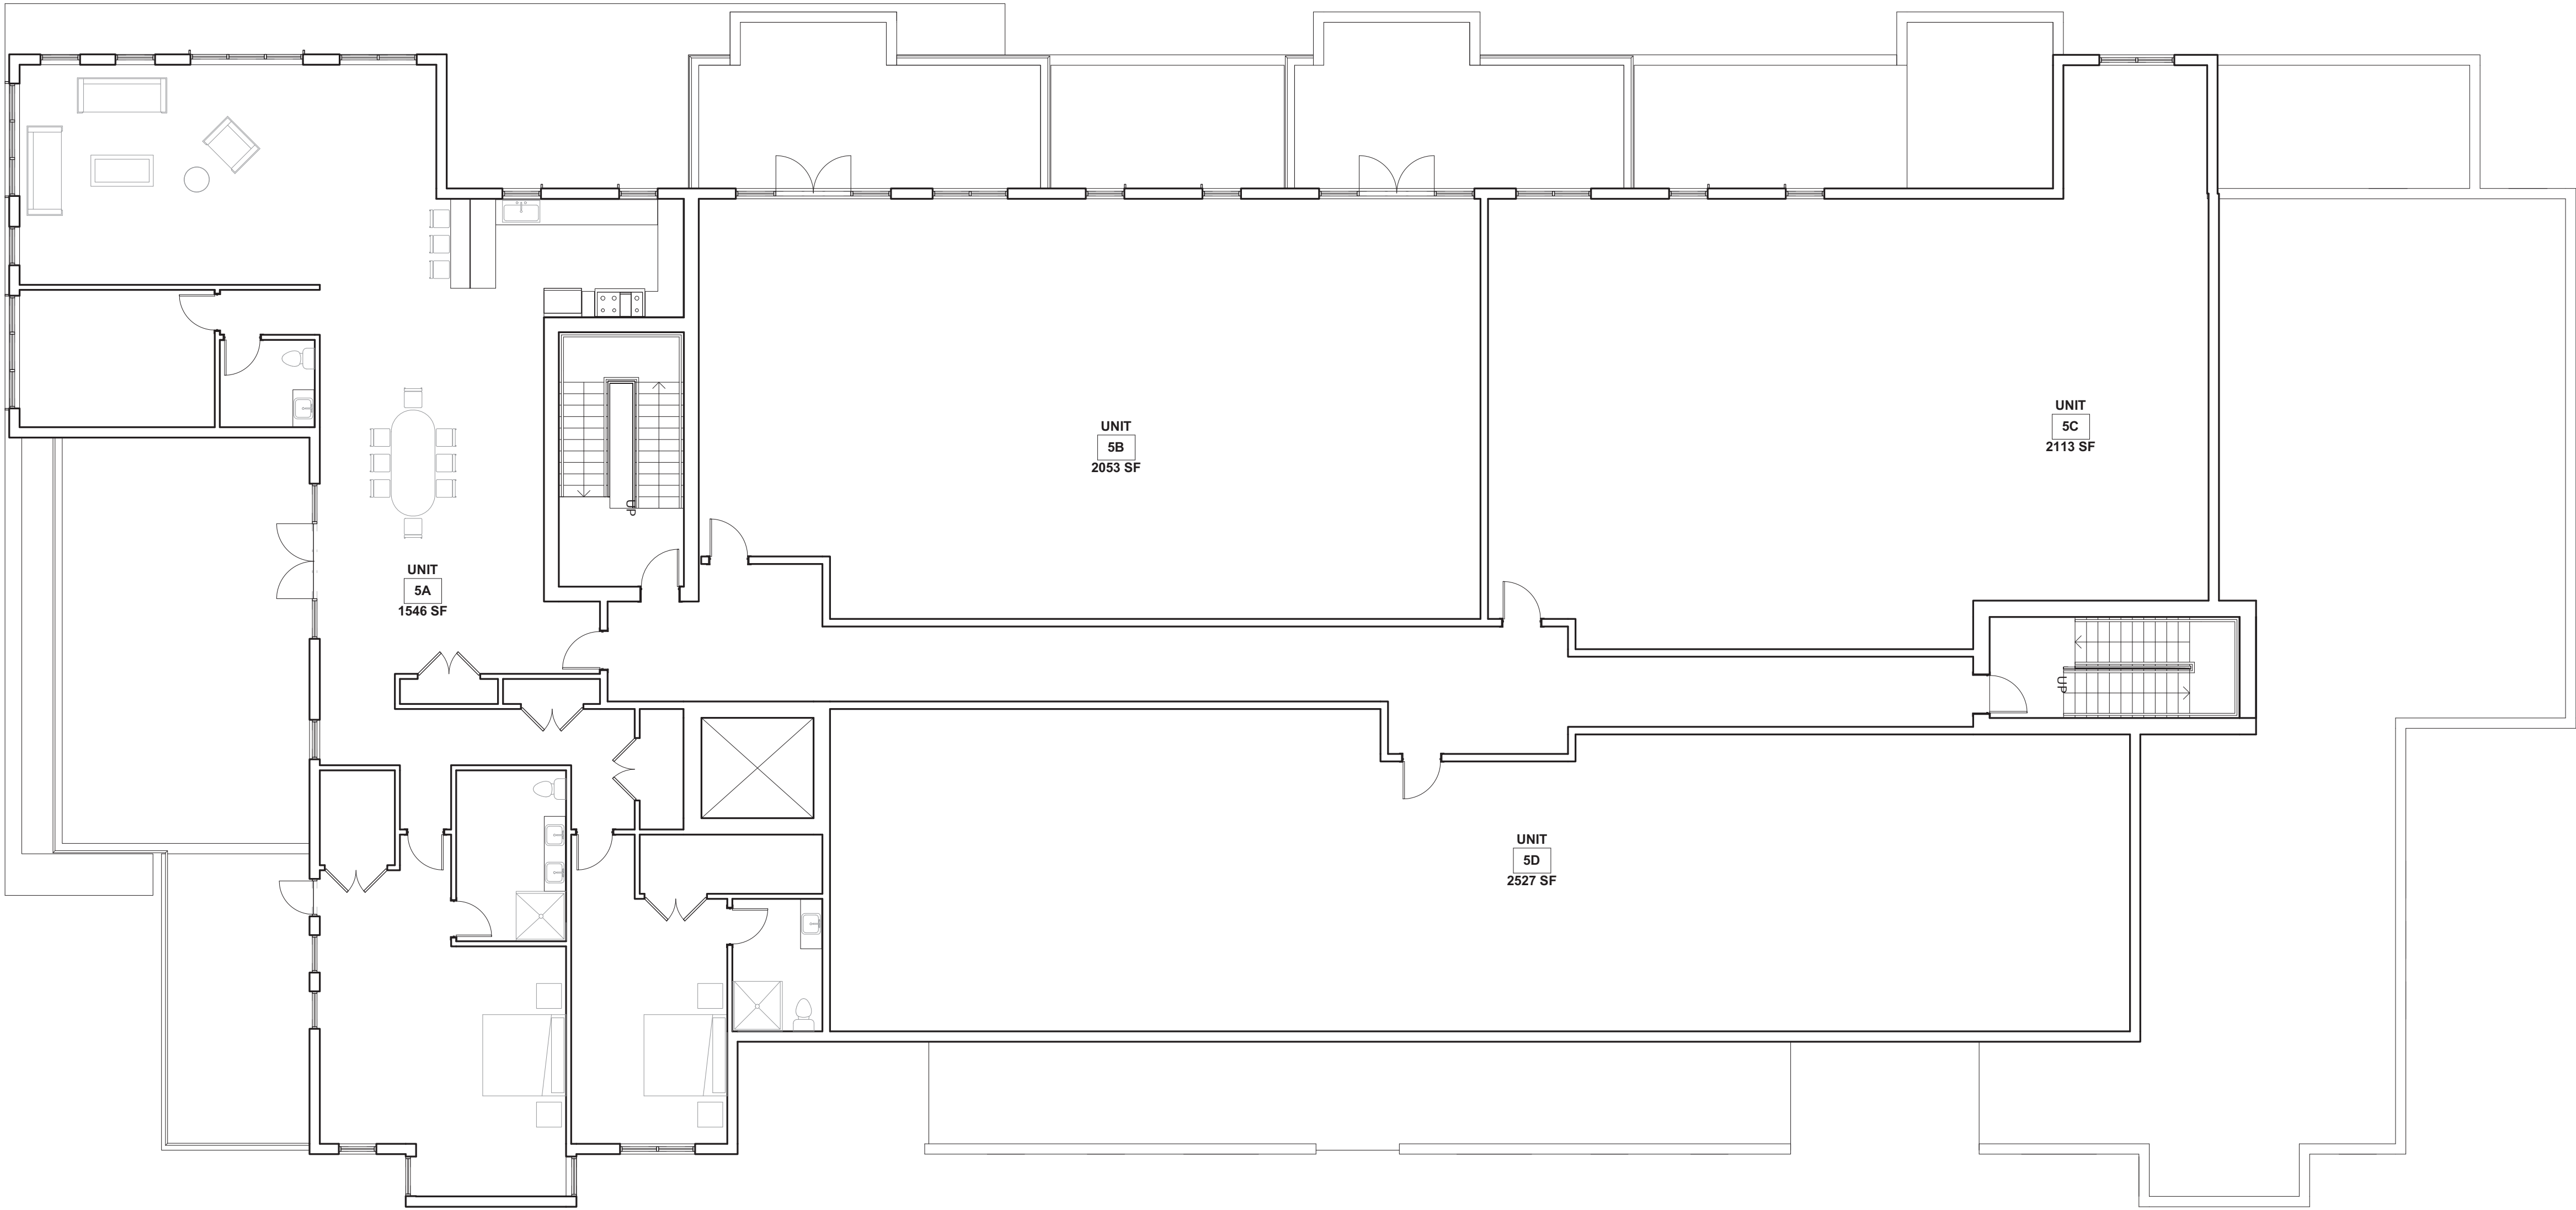 UNIT
5A
1546 SF
UP
UNIT
5B
2053 SF
UNIT
5C
2113 SF
UP
UNIT
5D
2527 SF